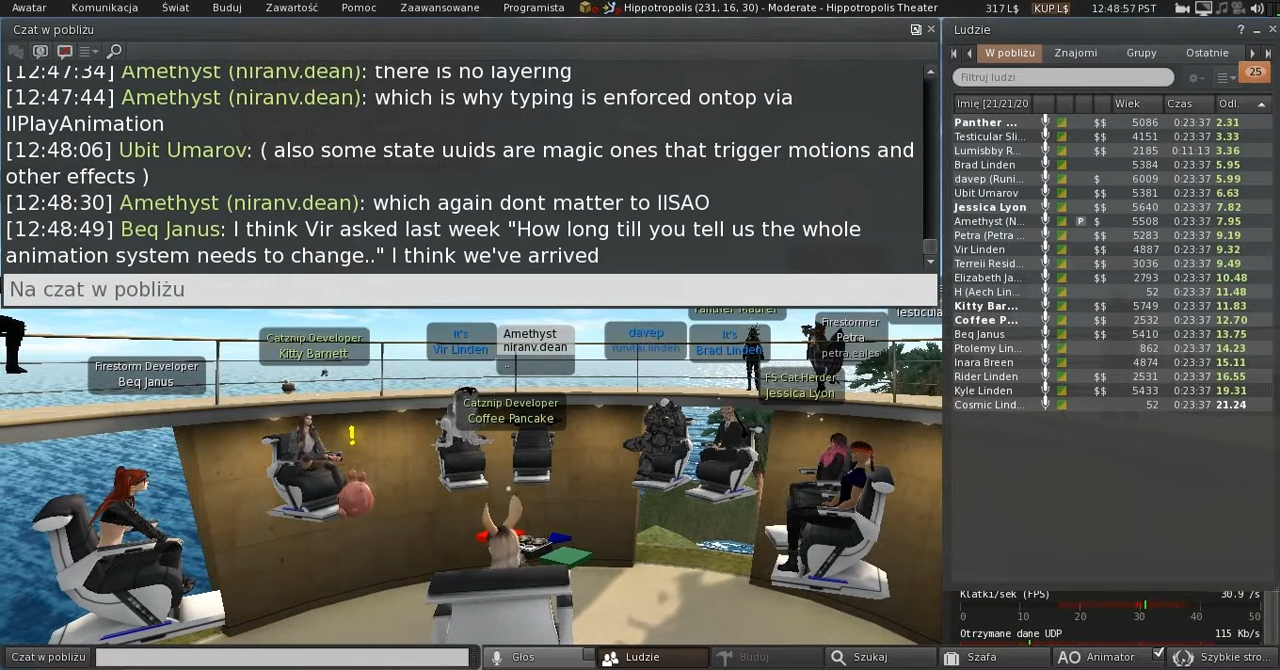 Awatar Komunikacja Świat Buduj Zawartość Pomoc Zaawansowane Programista Hippotropolis (231, 16, 30) - Moderate - Hippotropolis Theater 317 L$ KUP L$ 12:48:57 PST
Czat w pobliżu
[12:47:34] Amethyst (niranv.dean): there is no layering
[12:47:44] Amethyst (niranv.dean): which is why typing is enforced ontop via
llPlayAnimation
[12:48:06] Ubit Umarov: ( also some state uuids are magic ones that trigger motions and
other effects )
[12:48:30] Amethyst (niranv.dean): which again dont matter to llSAO
[12:48:49] Beq Janus: I think Vir asked last week "How long till you tell us the whole
animation system needs to change.." I think we've arrived
Na czat w pobliżu
Firestorm Developer
Beq Janus
Catznip Developer
Kitty Barnett
It's
Vir Linden
Amethyst
niranv.dean
Catznip Developer
Coffee Pancake
davep
It's
Brad Linden
FS Cat Herder
Jessica Lyon
Firestormer
Petra
petra.eales
Ludzie
? _ ×
W pobliżu Znajomi Grupy Ostatnie
25
Filtruj ludzi
Imię [21/21/20 Wiek Czas Odl.
Panther ... $$ 5086 0:23:37 2.31
Testicular Sli... $$ 4151 0:23:37 3.33
Lumisbby R... $$ 2185 0:11:13 3.36
Brad Linden 5384 0:23:37 5.95
davep (Runi... $ 6009 0:23:37 5.99
Ubit Umarov $$ 5381 0:23:37 6.63
Jessica Lyon $$ 5640 0:23:37 7.82
Amethyst (N... P $ 5508 0:23:37 7.95
Petra (Petra ... $$ 5283 0:23:37 9.19
Vir Linden $$ 4887 0:23:37 9.32
Terreii Resid... $$ 3036 0:23:37 9.49
Elizabeth Ja... $$ 2793 0:23:37 10.48
H (Aech Lin... 52 0:23:37 11.48
Kitty Bar... $$ 5749 0:23:37 11.83
Coffee P... $$ 2532 0:23:37 12.70
Beq Janus $$ 5410 0:23:37 13.75
Ptolemy Lin... 862 0:23:37 14.23
Inara Breen 4874 0:23:37 15.11
Rider Linden $$ 2531 0:23:37 16.55
Kyle Linden $$ 5433 0:23:37 19.31
Cosmic Lind... 52 0:23:37 21.24
Klatki/sek (FPS) 30.9 /s
0 10 20 30 40 50
Otrzymane dane UDP 115 Kb/s
Czat w pobliżu Głos Ludzie Buduj Szukaj Szafa AO Animator Szybkie stro...